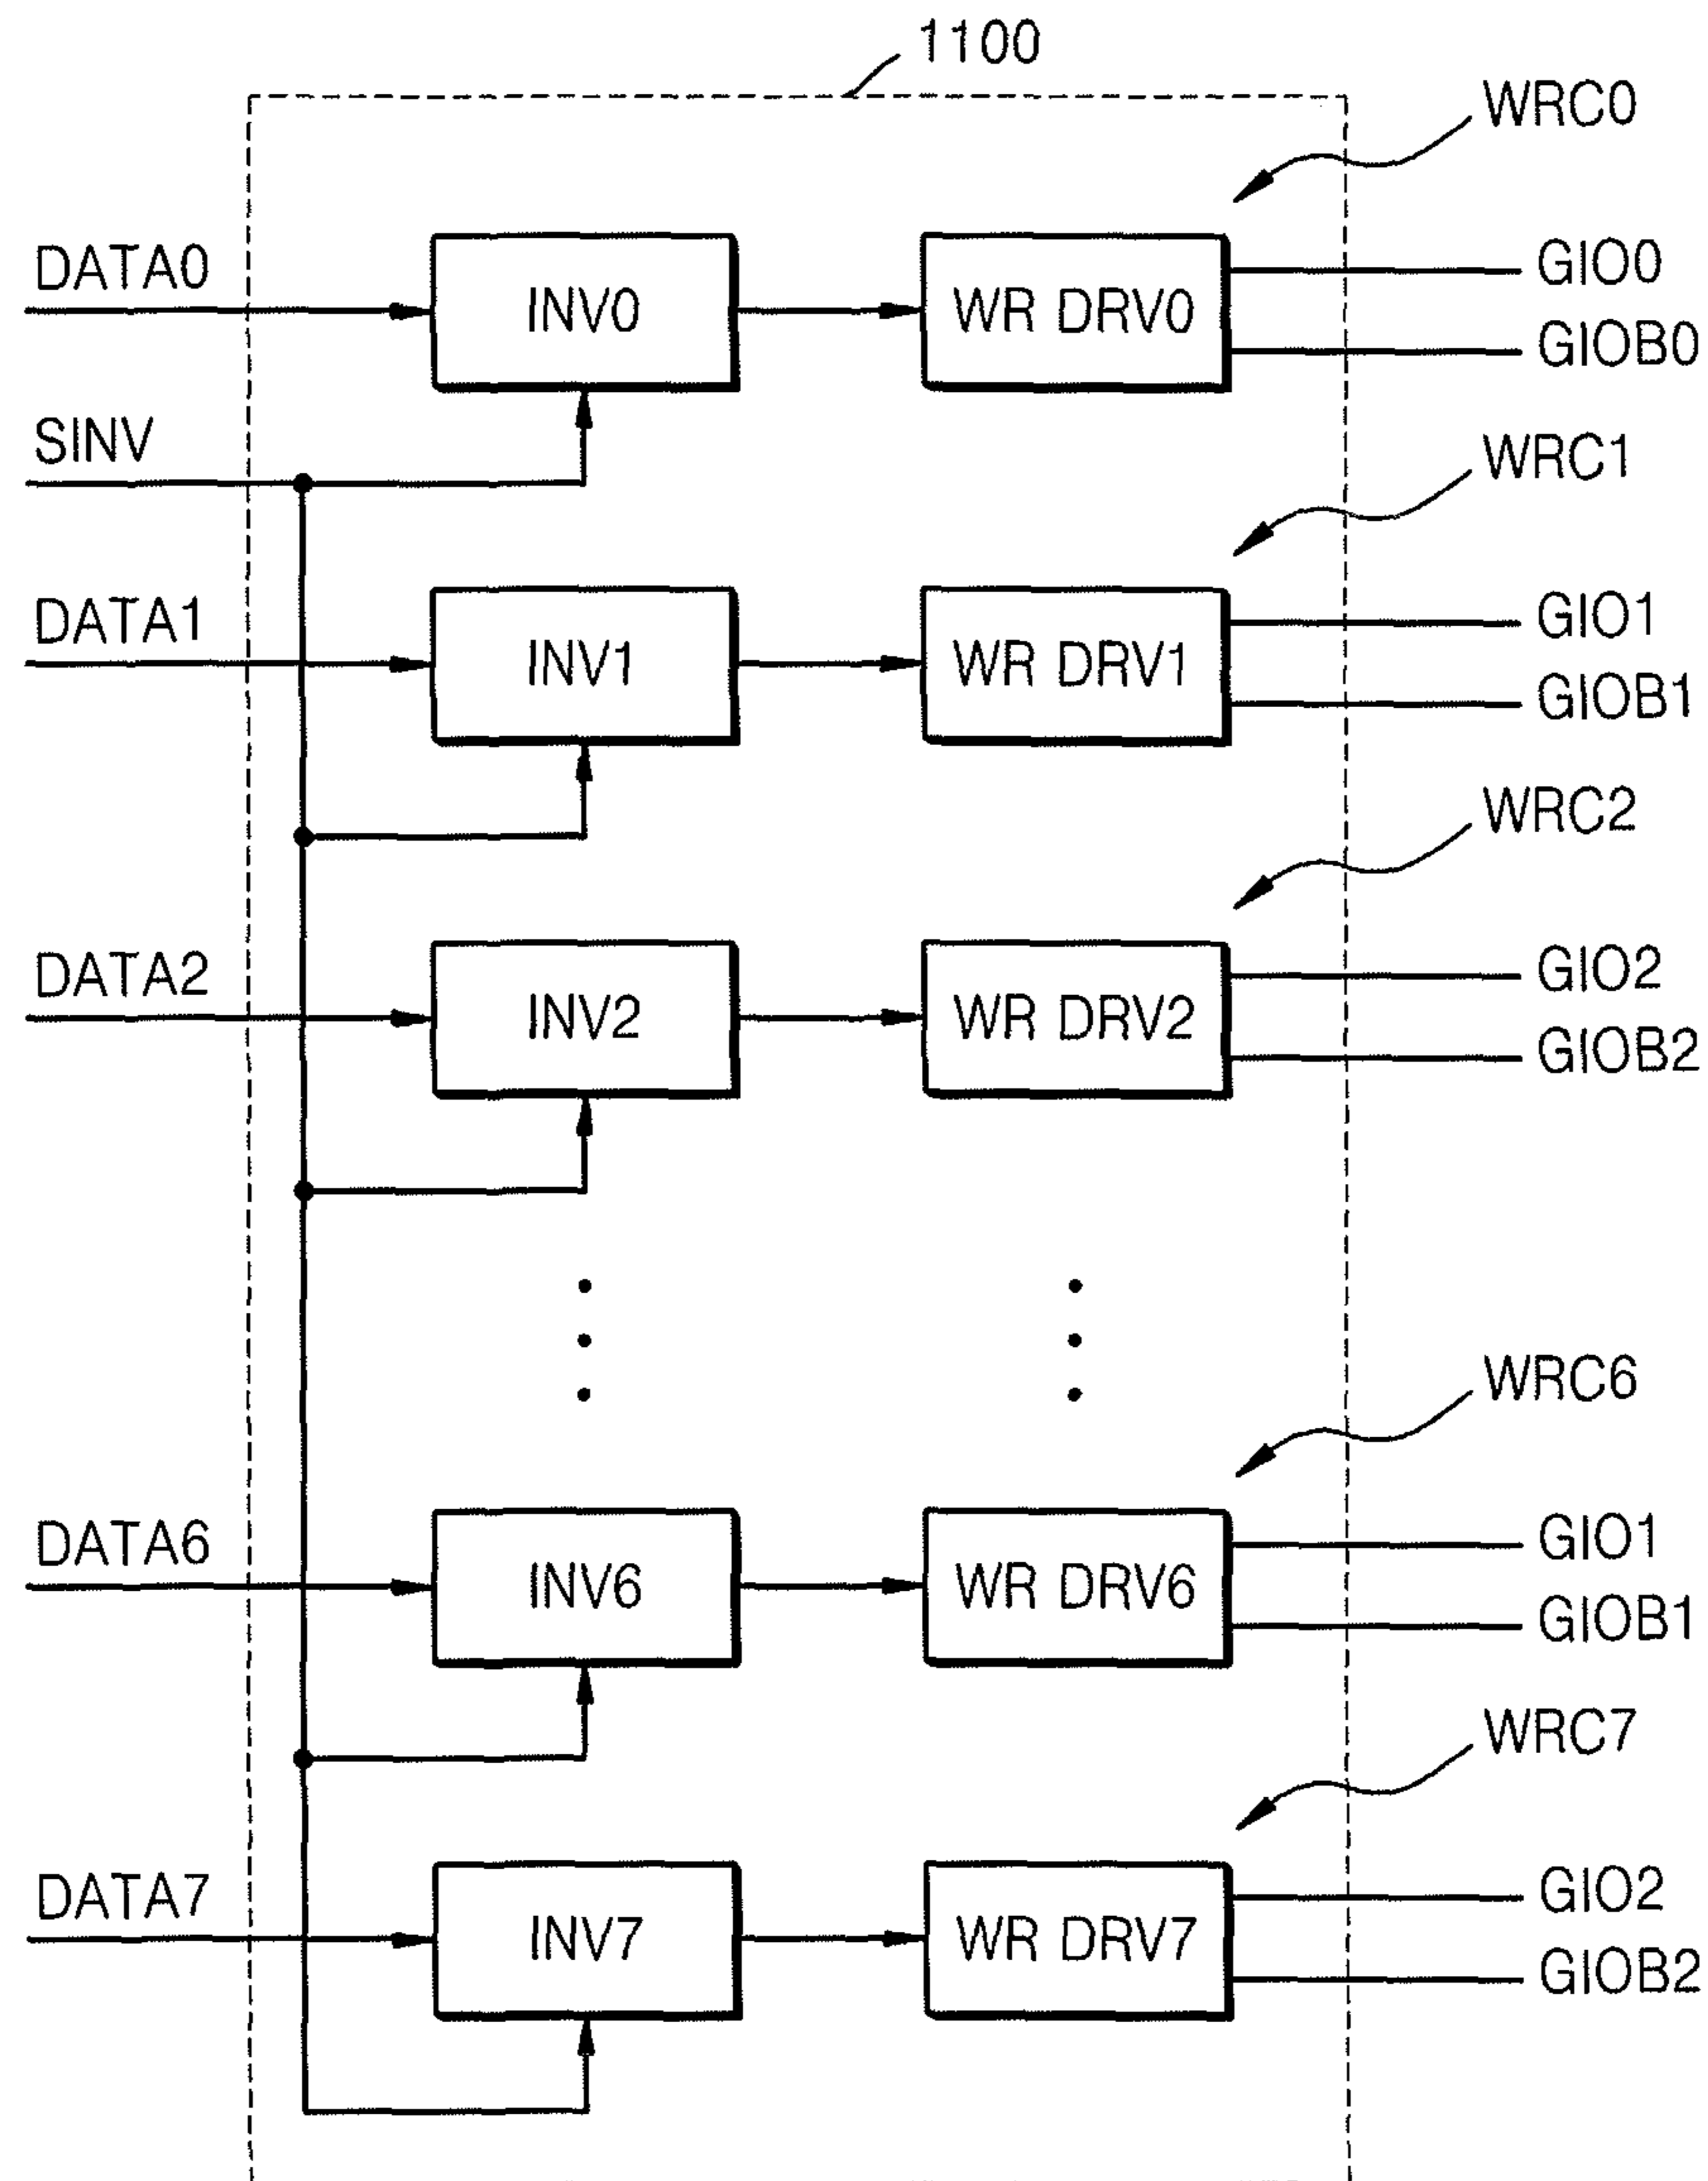 1100
WRC0
DATA0
INV0
WR DRV0
GIO0
GIOB0
SINV
WRC1
DATA1
INV1
WR DRV1
GIO1
GIOB1
WRC2
DATA2
INV2
WR DRV2
GIO2
GIOB2
WRC6
DATA6
INV6
WR DRV6
GIO1
GIOB1
WRC7
DATA7
INV7
WR DRV7
GIO2
GIOB2